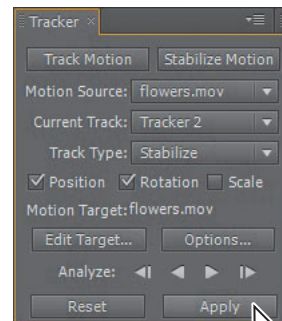 Tracker
Track Motion Stabilize Motion
Motion Source: flowers.mov
Current Track: Tracker 2
Track Type: Stabilize
Position Rotation Scale
Motion Target: flowers.mov
Edit Target... Options...
Analyze:
Reset Apply